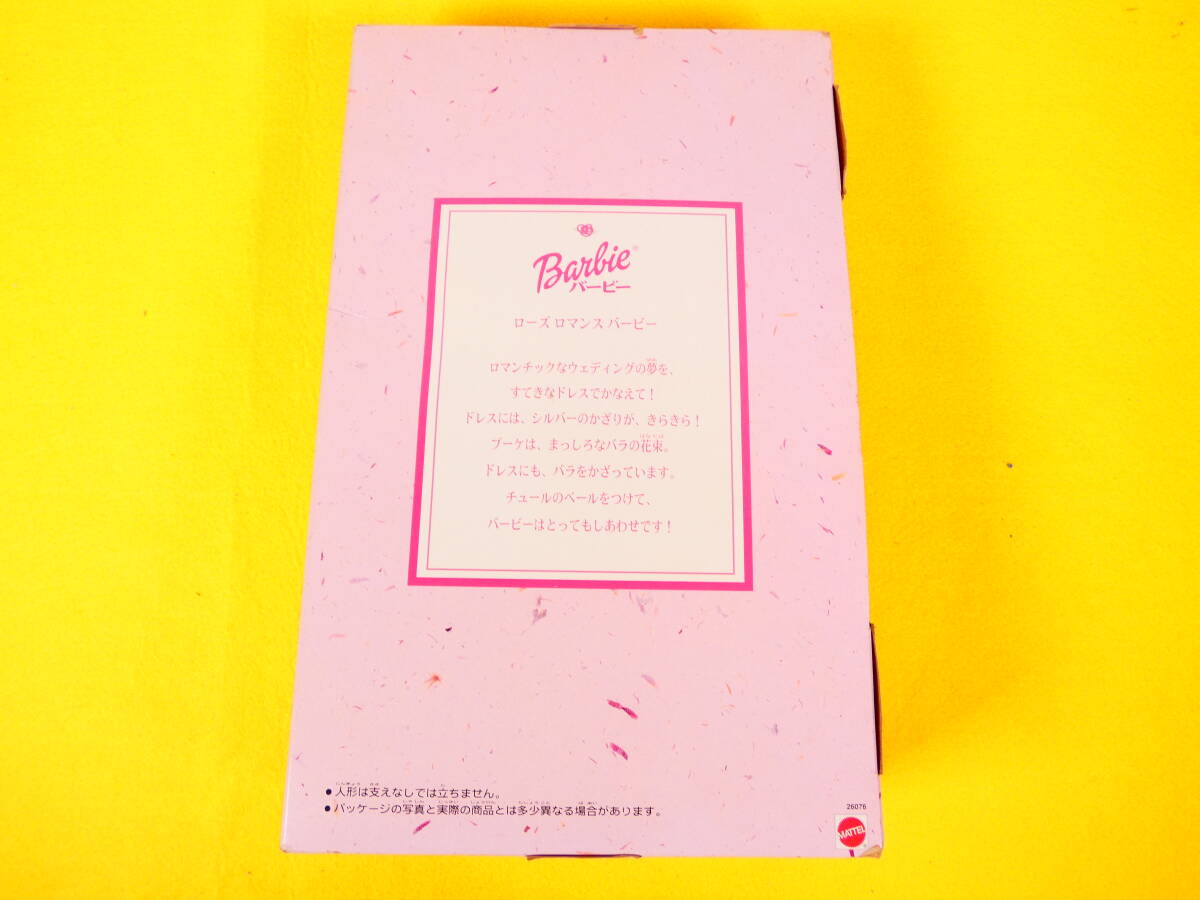 Barbie®
バービー
ローズ ロマンス バービー
ロマンチックなウェディングの夢を、
すてきなドレスでかなえて！
ドレスには、シルバーのかざりが、きらきら！
ブーケは、まっしろなバラの花束。
ドレスにも、バラをかざっています。
チュールのベールをつけて、
バービーはとってもしあわせです！
●人形は支えなしでは立ちません。
●パッケージの写真と実際の商品とは多少異なる場合があります。
26076
MATTEL